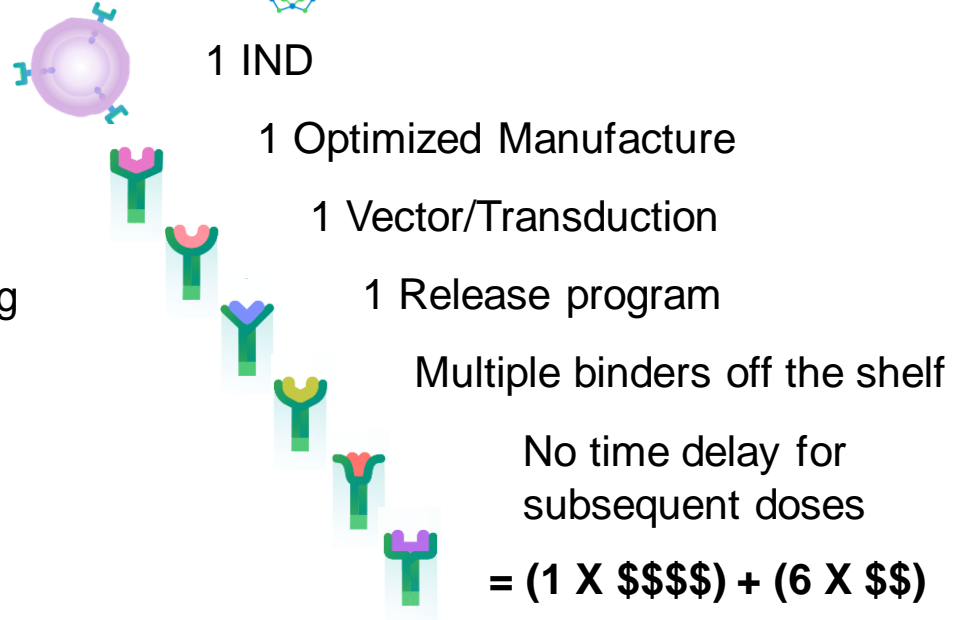 1 IND
1 Optimized Manufacture
1 Vector/Transduction
g
1 Release program
Multiple binders off the shelf
No time delay for
subsequent doses
= (1 X $$$$) + (6 X $$)